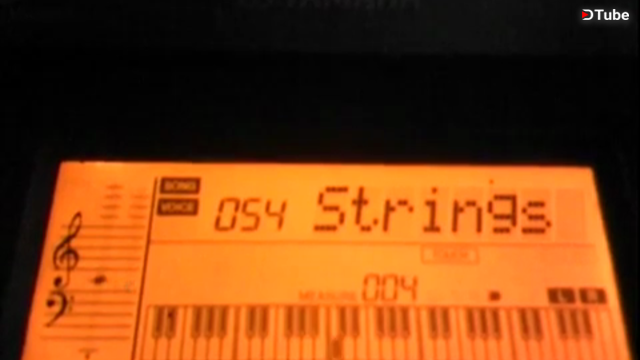 DTube
SONG
VOICE
054 Strings
MEASURE 004
L R